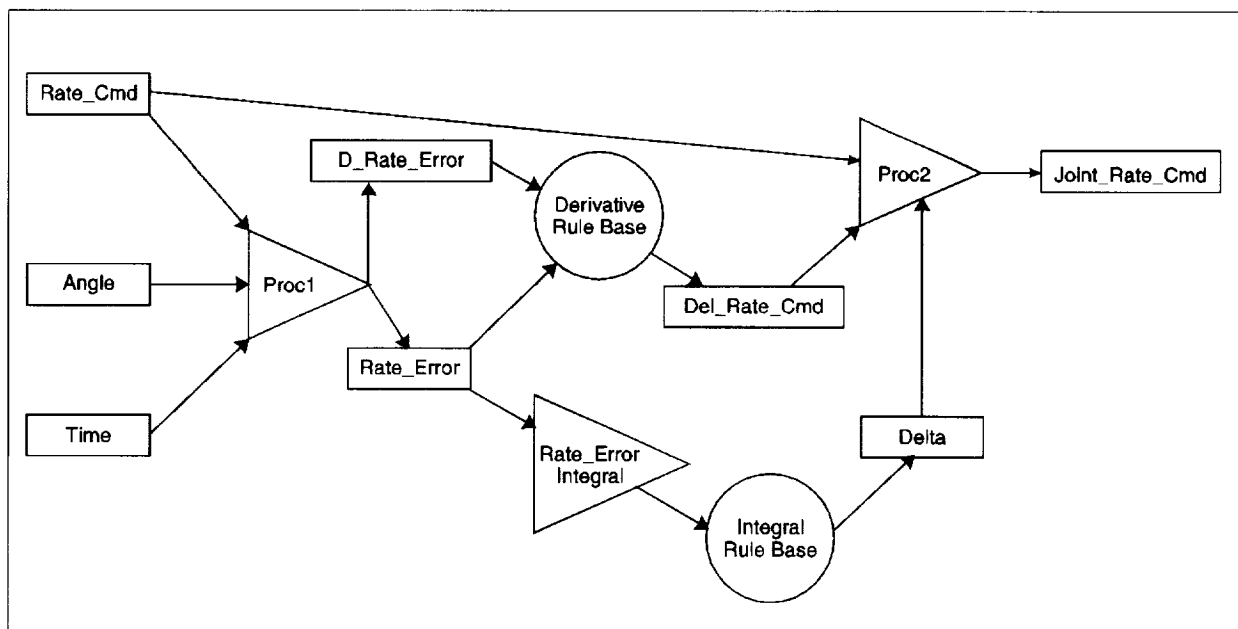 Rate_Cmd
D_Rate_Error
Derivative
Rule Base
Proc2
Joint_Rate_Cmd
Angle
Proc1
Del_Rate_Cmd
Rate_Error
Time
Delta
Rate_Error
Integral
Integral
Rule Base